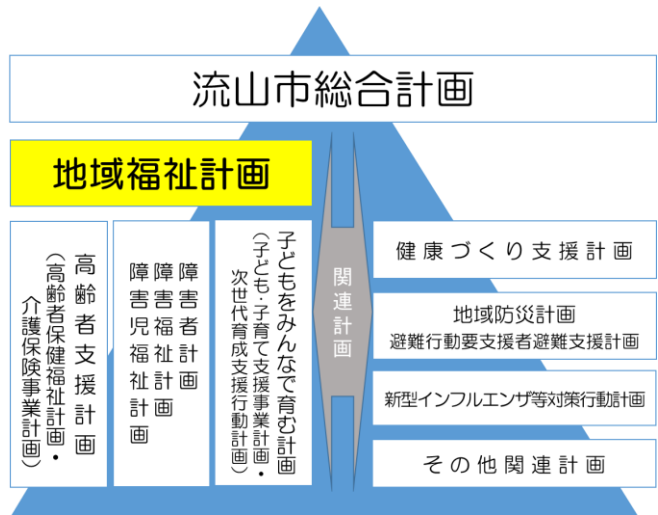 流山市総合計画
地域福祉計画
高齢者支援計画
（高齢者保健福祉計画・
介護保険事業計画）
障害者計画
障害福祉計画
障害児福祉計画
子どもをみんなで育む計画
（子ども・子育て支援事業計画・
次世代育成支援行動計画）
関連計画
健康づくり支援計画
地域防災計画
避難行動要支援者避難支援計画
新型インフルエンザ等対策行動計画
その他関連計画